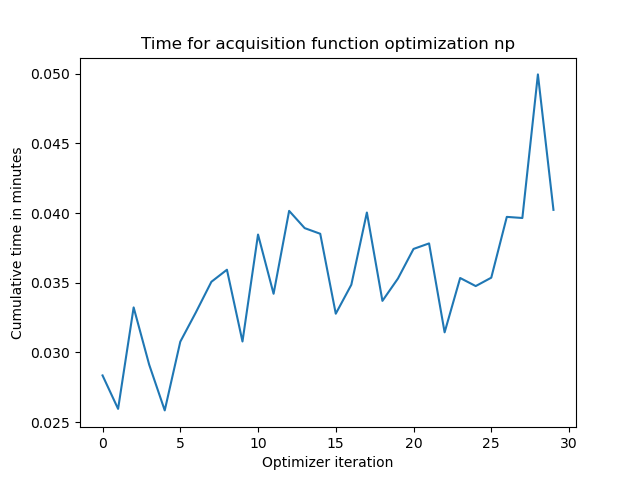 Time for acquisition function optimization np
Cumulative time in minutes
0.050
0.045
0.040
0.035
0.030
0.025
0 5 10 15 20 25 30
Optimizer iteration